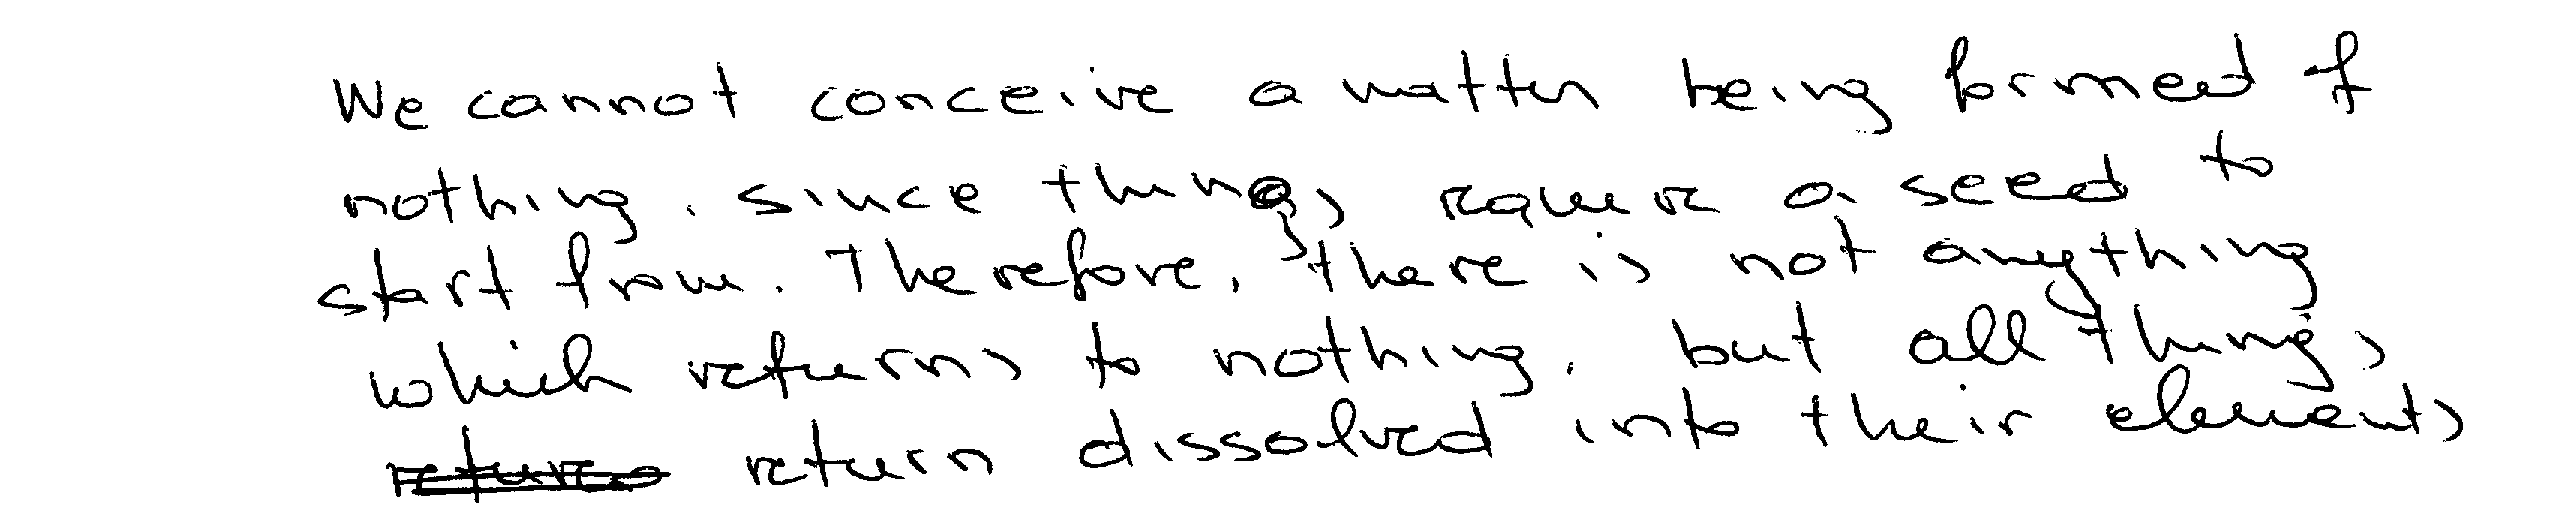 We cannot conceive a matter being formed of
nothing, since things require a seed to
start from. Therefore, there is not anything
which returns to nothing, but all things
return dissolved into their elements